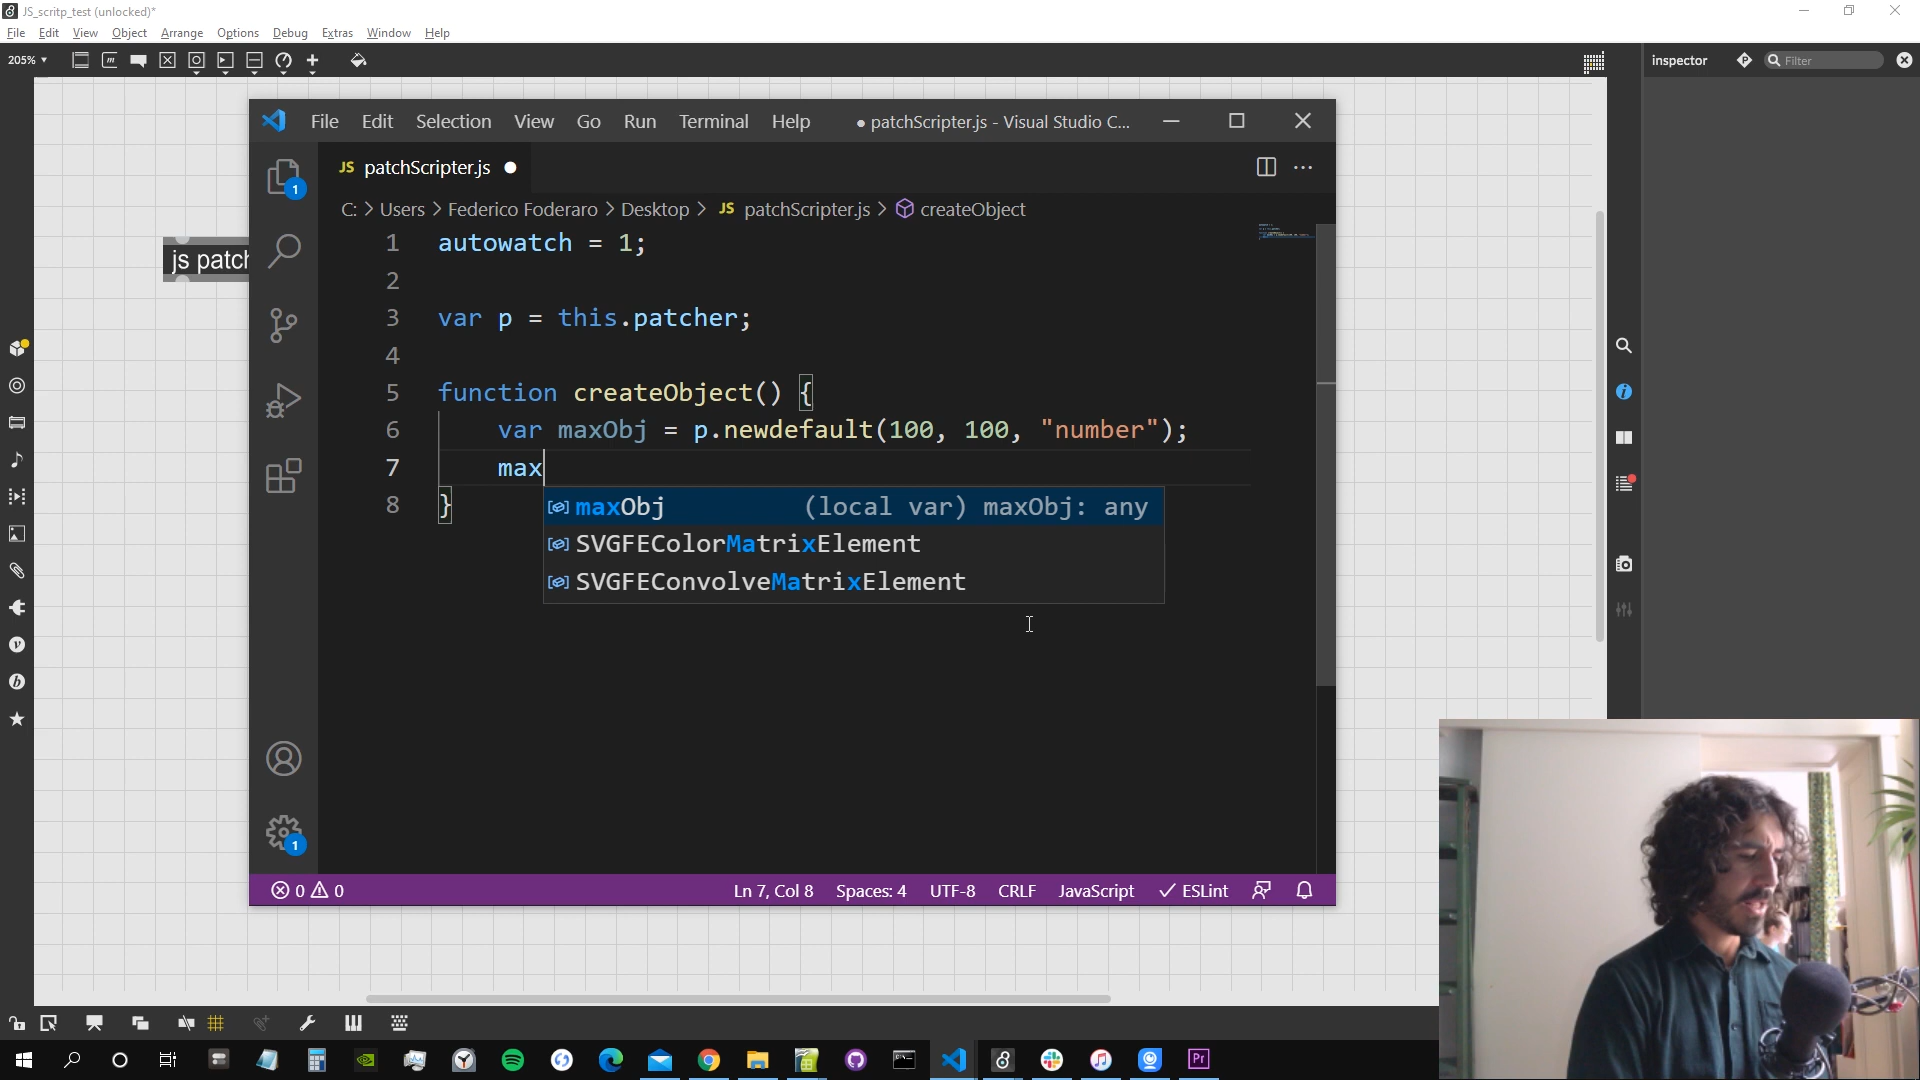 JS_scritp_test (unlocked)*
File Edit View Object Arrange Options Debug Extras Window Help
205%
inspector
Filter
js patch
File Edit Selection View Go Run Terminal Help
● patchScripter.js - Visual Studio C...
JS patchScripter.js ●
C: > Users > Federico Foderaro > Desktop > JS patchScripter.js > createObject
1 autowatch = 1;
2
3 var p = this.patcher;
4
5 function createObject() {
6 var maxObj = p.newdefault(100, 100, "number");
7 max
8 }
maxObj (local var) maxObj: any
SVGFEColorMatrixElement
SVGFEConvolveMatrixElement
1
1
0 0
Ln 7, Col 8 Spaces: 4 UTF-8 CRLF JavaScript ESLint
Pr